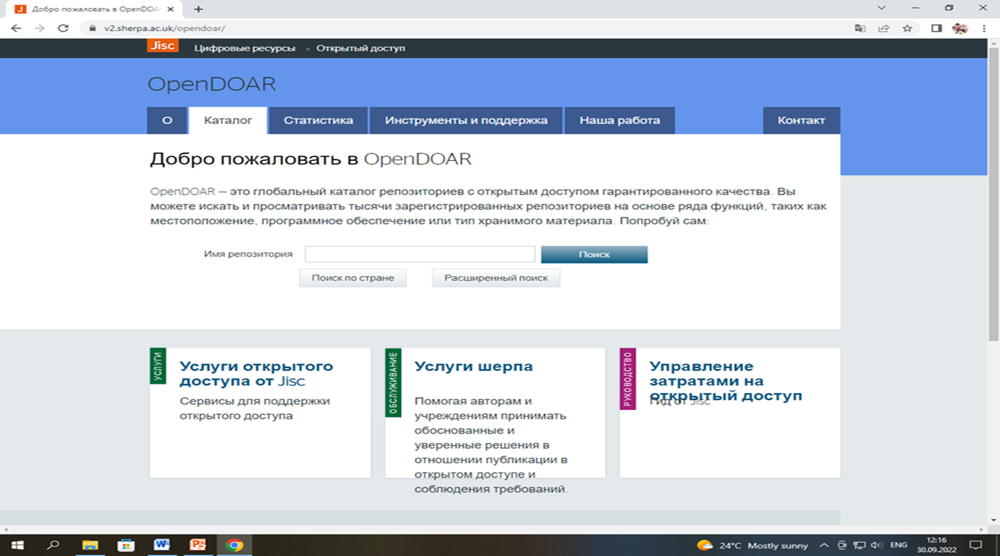 Добро пожаловать в OpenDOA
v2.sherpa.ac.uk/opendoar/
Jisc Цифровые ресурсы > Открытый доступ
OpenDOAR
О Каталог Статистика Инструменты и поддержка Наша работа Контакт
Добро пожаловать в OpenDOAR
OpenDOAR — это глобальный каталог репозиториев с открытым доступом гарантированного качества. Вы
можете искать и просматривать тысячи зарегистрированных репозиториев на основе ряда функций, таких как
местоположение, программное обеспечение или тип хранимого материала. Попробуй сам:
Имя репозитория Поиск
Поиск по стране Расширенный поиск
УСЛУГИ
Услуги открытого
доступа от Jisc
Сервисы для поддержки
открытого доступа
ОБСЛУЖИВАНИЕ
Услуги шерпа
Помогая авторам и
учреждениям принимать
обоснованные и
уверенные решения в
отношении публикации в
открытом доступе и
соблюдения требований.
РУКОВОДСТВО
Управление
затратами на
открытый доступ
Гид от Jisc
24°C Mostly sunny ENG
12:16
30.09.2022